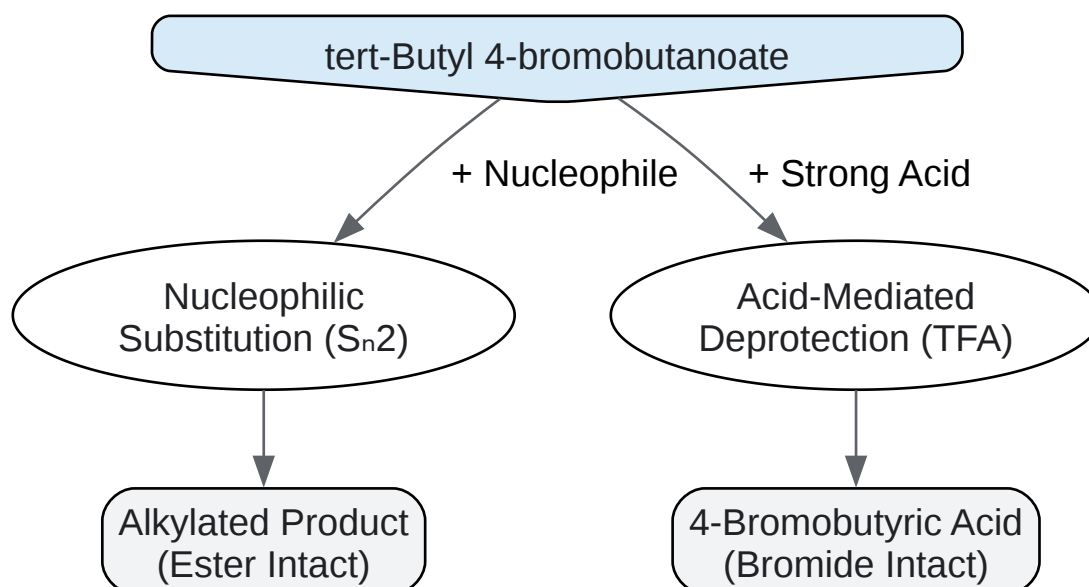 tert-Butyl 4-bromobutanoate
+ Nucleophile
+ Strong Acid
Nucleophilic
Substitution (Sₙ2)
Acid-Mediated
Deprotection (TFA)
Alkylated Product
(Ester Intact)
4-Bromobutyric Acid
(Bromide Intact)